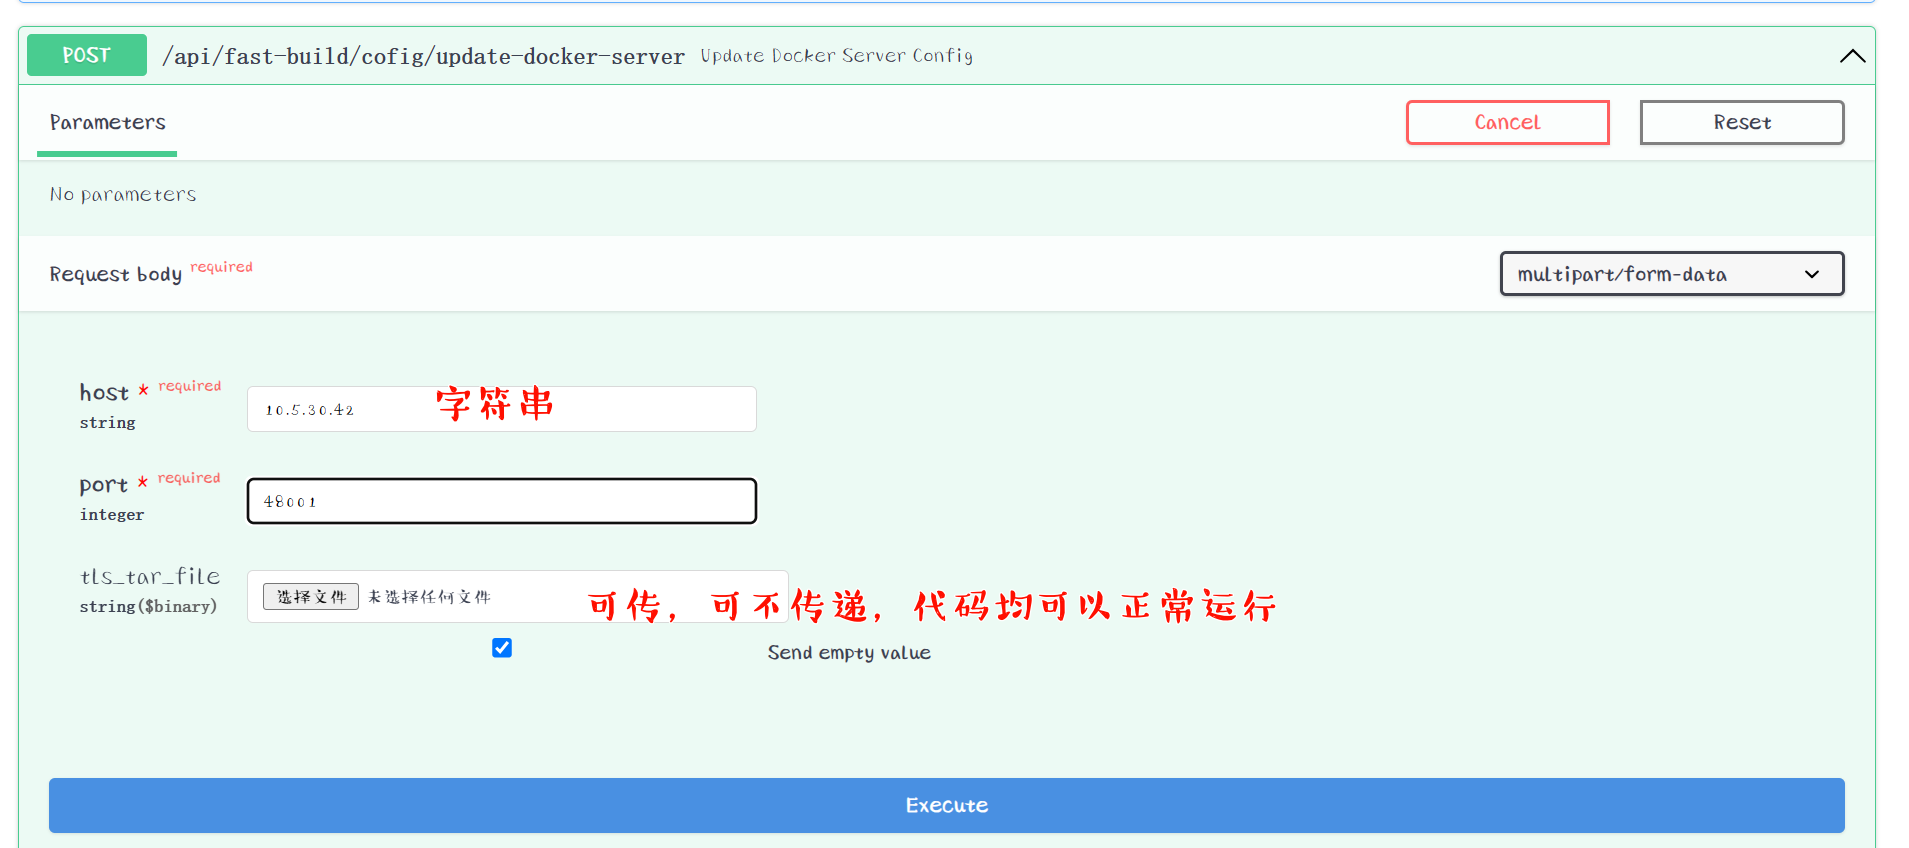 POST /api/fast-build/cofig/update-docker-server Update Docker Server Config
Parameters
Cancel
Reset
No parameters
Request body required
multipart/form-data
host * required
string
10.5.30.42
字符串
port * required
integer
48001
tls_tar_file
string($binary)
选择文件 未选择任何文件
可传，可不传递，代码均可以正常运行
Send empty value
Execute